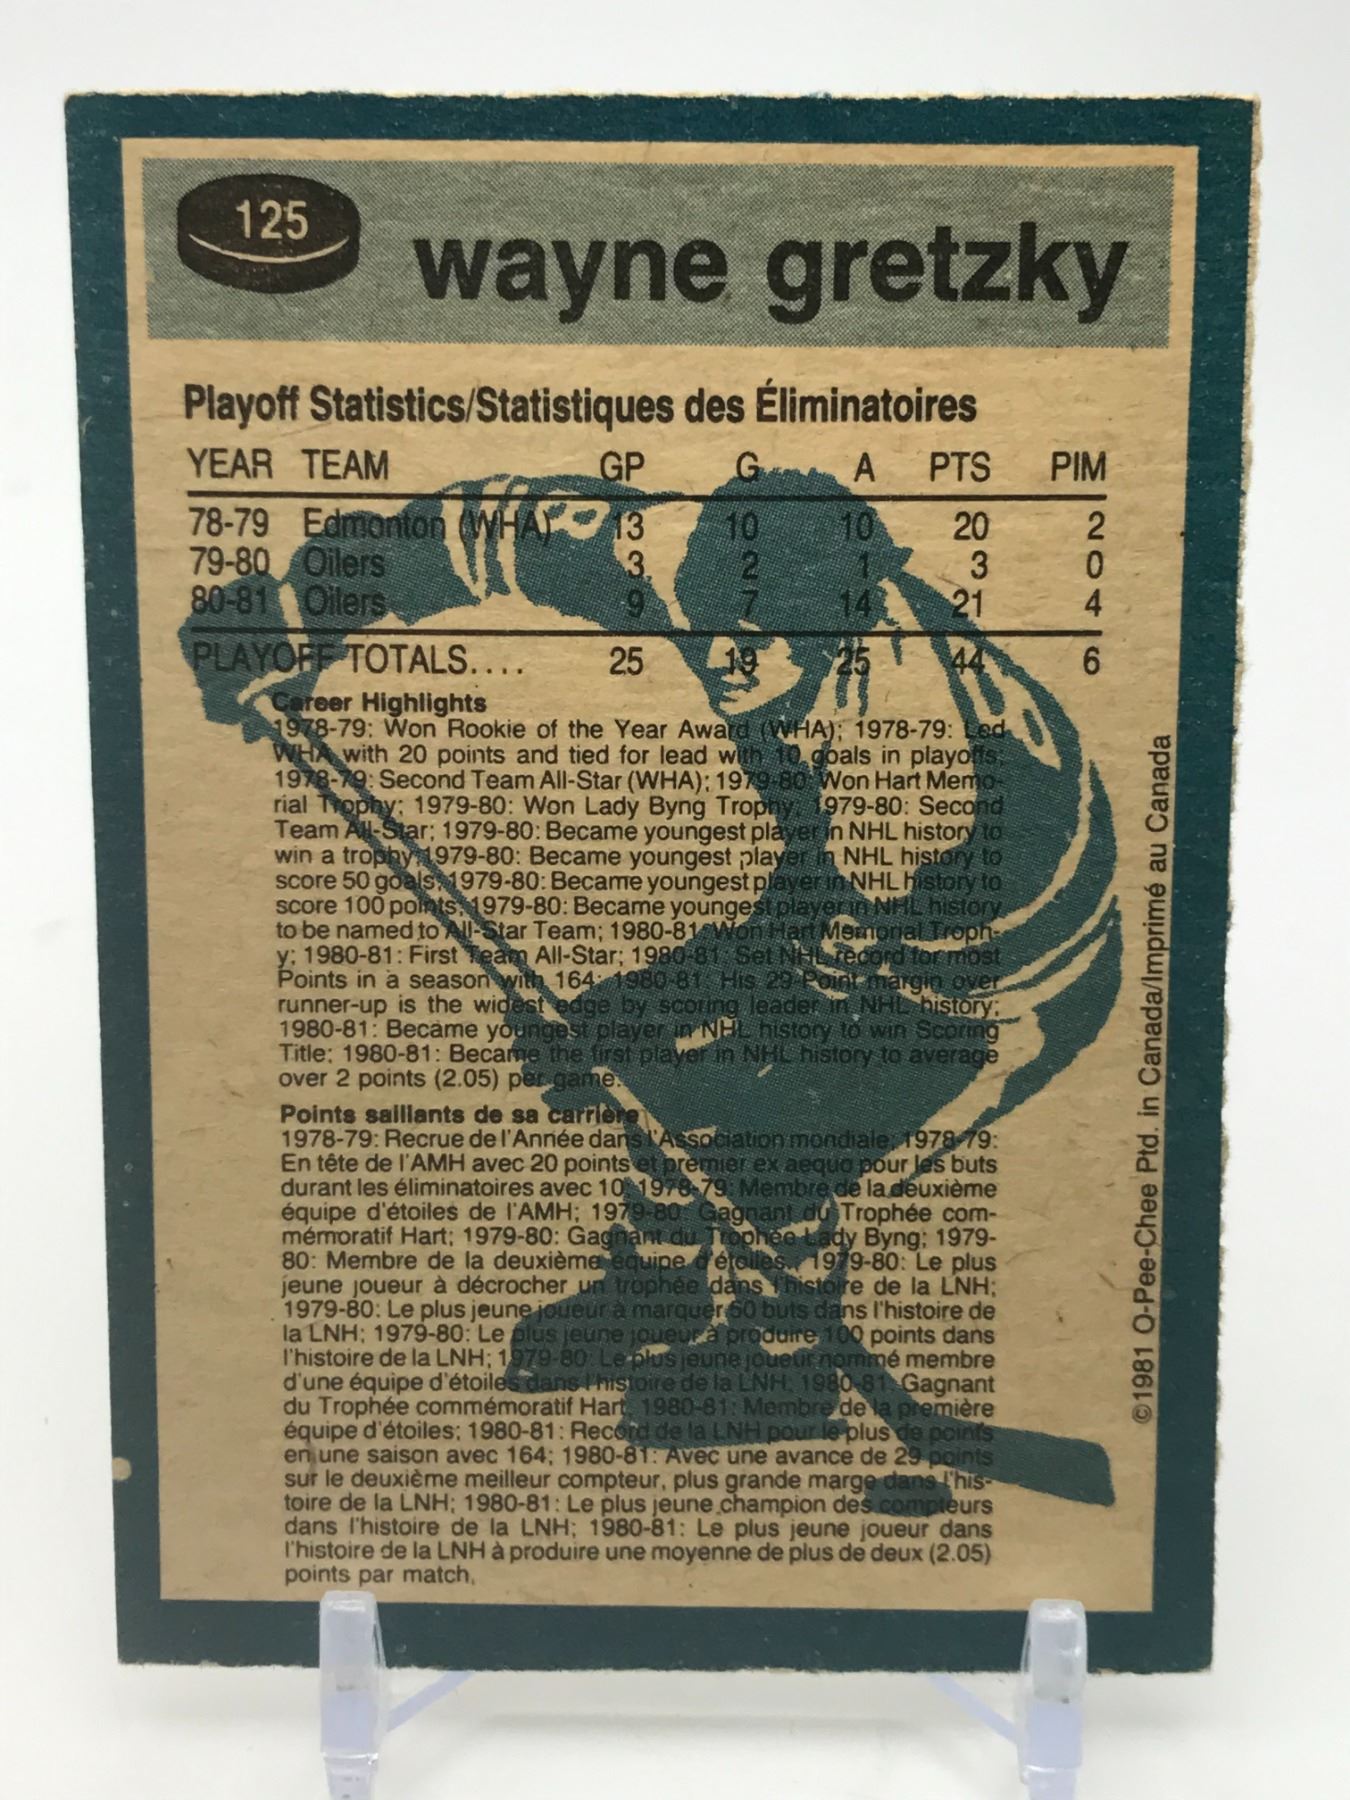 125
wayne gretzky
Playoff Statistics/Statistiques des Éliminatoires
YEAR TEAM GP G A PTS PIM
78-79 Edmonton (WHA) 13 10 10 20 2
79-80 Oilers 3 2 1 3 0
80-81 Oilers 9 7 14 21 4
PLAYOFF TOTALS.... 25 19 25 44 6
Career Highlights
1978-79: Won Rookie of the Year Award (WHA); 1978-79: Led
WHA with 20 points and tied for lead with 10 goals in playoffs;
1978-79: Second Team All-Star (WHA); 1979-80: Won Hart Memo-
rial Trophy; 1979-80: Won Lady Byng Trophy; 1979-80: Second
Team All-Star; 1979-80: Became youngest player in NHL history to
win a trophy; 1979-80: Became youngest player in NHL history to
score 50 goals; 1979-80: Became youngest player in NHL history to
score 100 points; 1979-80: Became youngest player in NHL history
to be named to All-Star Team; 1980-81: Won Hart Memorial Troph-
y; 1980-81: First Team All-Star; 1980-81: Set NHL record for most
Points in a season with 164; 1980-81: His 29 Point margin over
runner-up is the widest edge by scoring leader in NHL history;
1980-81: Became youngest player in NHL history to win Scoring
Title; 1980-81: Became the first player in NHL history to average
over 2 points (2.05) per game.
Points saillants de sa carrière
1978-79: Recrue de l'Année dans l'Association mondiale; 1978-79:
En tête de l'AMH avec 20 points et premier ex aequo pour les buts
durant les éliminatoires avec 10; 1978-79: Membre de la deuxième
équipe d'étoiles de l'AMH; 1979-80: Gagnant du Trophée com-
mémoratif Hart; 1979-80: Gagnant du Trophée Lady Byng; 1979-
80: Membre de la deuxième équipe d'étoiles; 1979-80: Le plus
jeune joueur à décrocher un trophée dans l'histoire de la LNH;
1979-80: Le plus jeune joueur à marquer 50 buts dans l'histoire de
la LNH; 1979-80: Le plus jeune joueur à produire 100 points dans
l'histoire de la LNH; 1979-80: Le plus jeune joueur nommé membre
d'une équipe d'étoiles dans l'histoire de la LNH; 1980-81: Gagnant
du Trophée commémoratif Hart; 1980-81: Membre de la première
équipe d'étoiles; 1980-81: Record de la LNH pour le plus de points
en une saison avec 164; 1980-81: Avec une avance de 29 points
sur le deuxième meilleur compteur, plus grande marge dans l'his-
toire de la LNH; 1980-81: Le plus jeune champion des compteurs
dans l'histoire de la LNH; 1980-81: Le plus jeune joueur dans
l'histoire de la LNH à produire une moyenne de plus de deux (2.05)
points par match.
©1981 O-Pee-Chee Ptd. in Canada/Imprimé au Canada